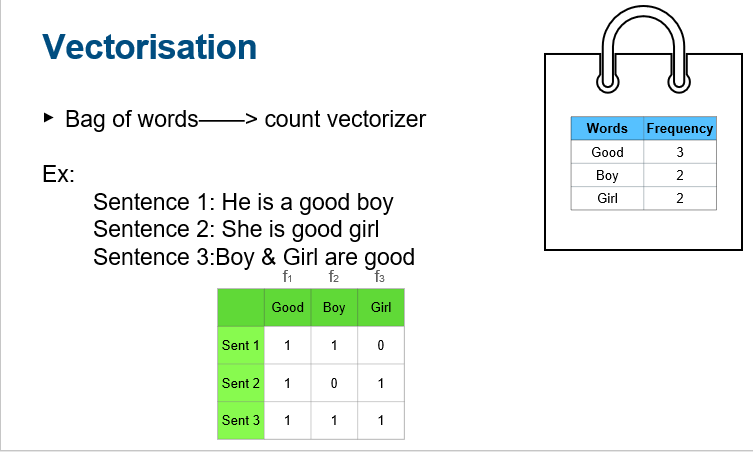 Vectorisation
▶ Bag of words——> count vectorizer
Ex:
Sentence 1: He is a good boy
Sentence 2: She is good girl
Sentence 3:Boy & Girl are good
f₁ f₂ f₃
Good Boy Girl
Sent 1 1 1 0
Sent 2 1 0 1
Sent 3 1 1 1
Words Frequency
Good 3
Boy 2
Girl 2